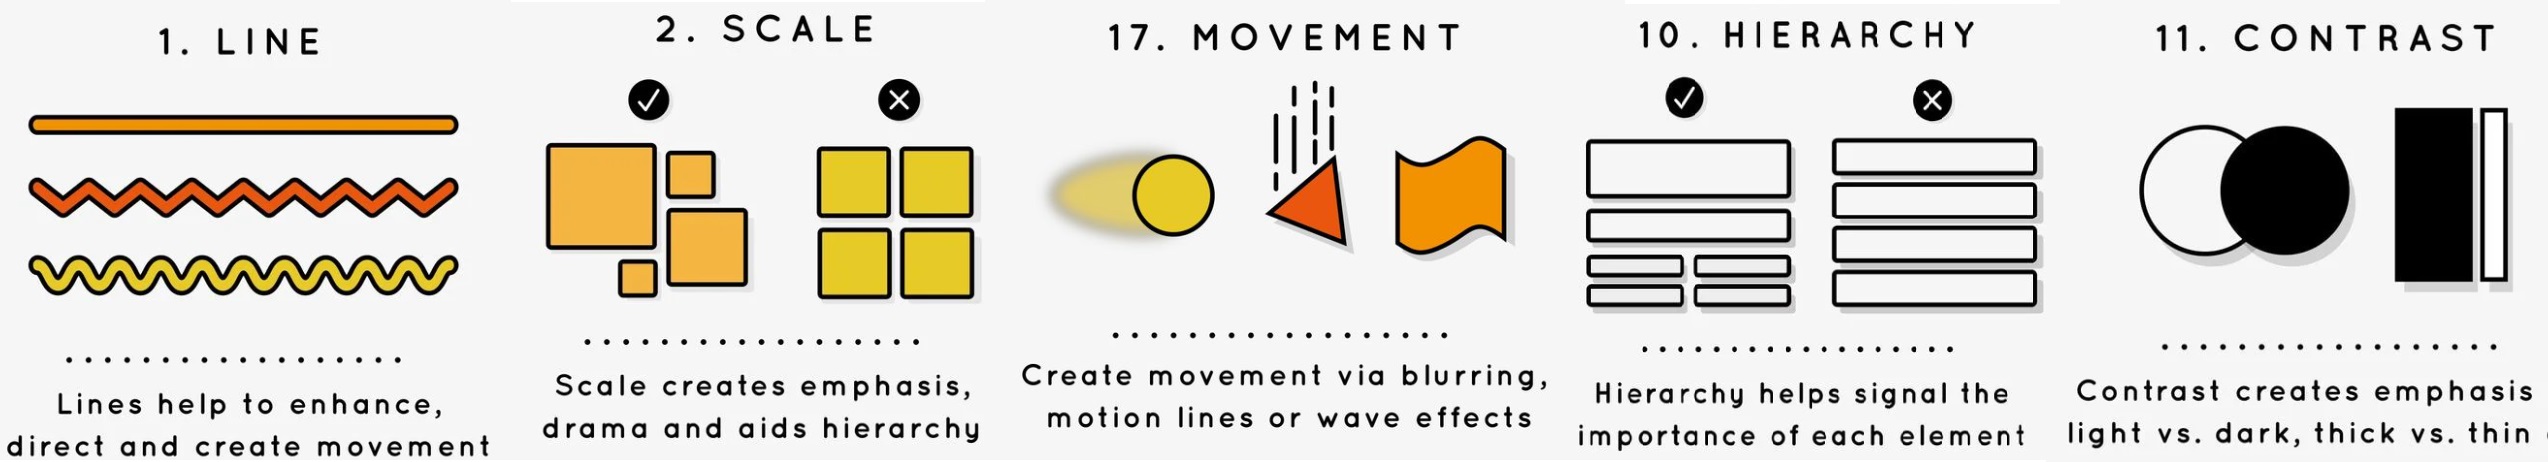 1. LINE
Lines help to enhance,
direct and create movement
2. SCALE
Scale creates emphasis,
drama and aids hierarchy
17. MOVEMENT
Create movement via blurring,
motion lines or wave effects
10. HIERARCHY
Hierarchy helps signal the
importance of each element
11. CONTRAST
Contrast creates emphasis
light vs. dark, thick vs. thin